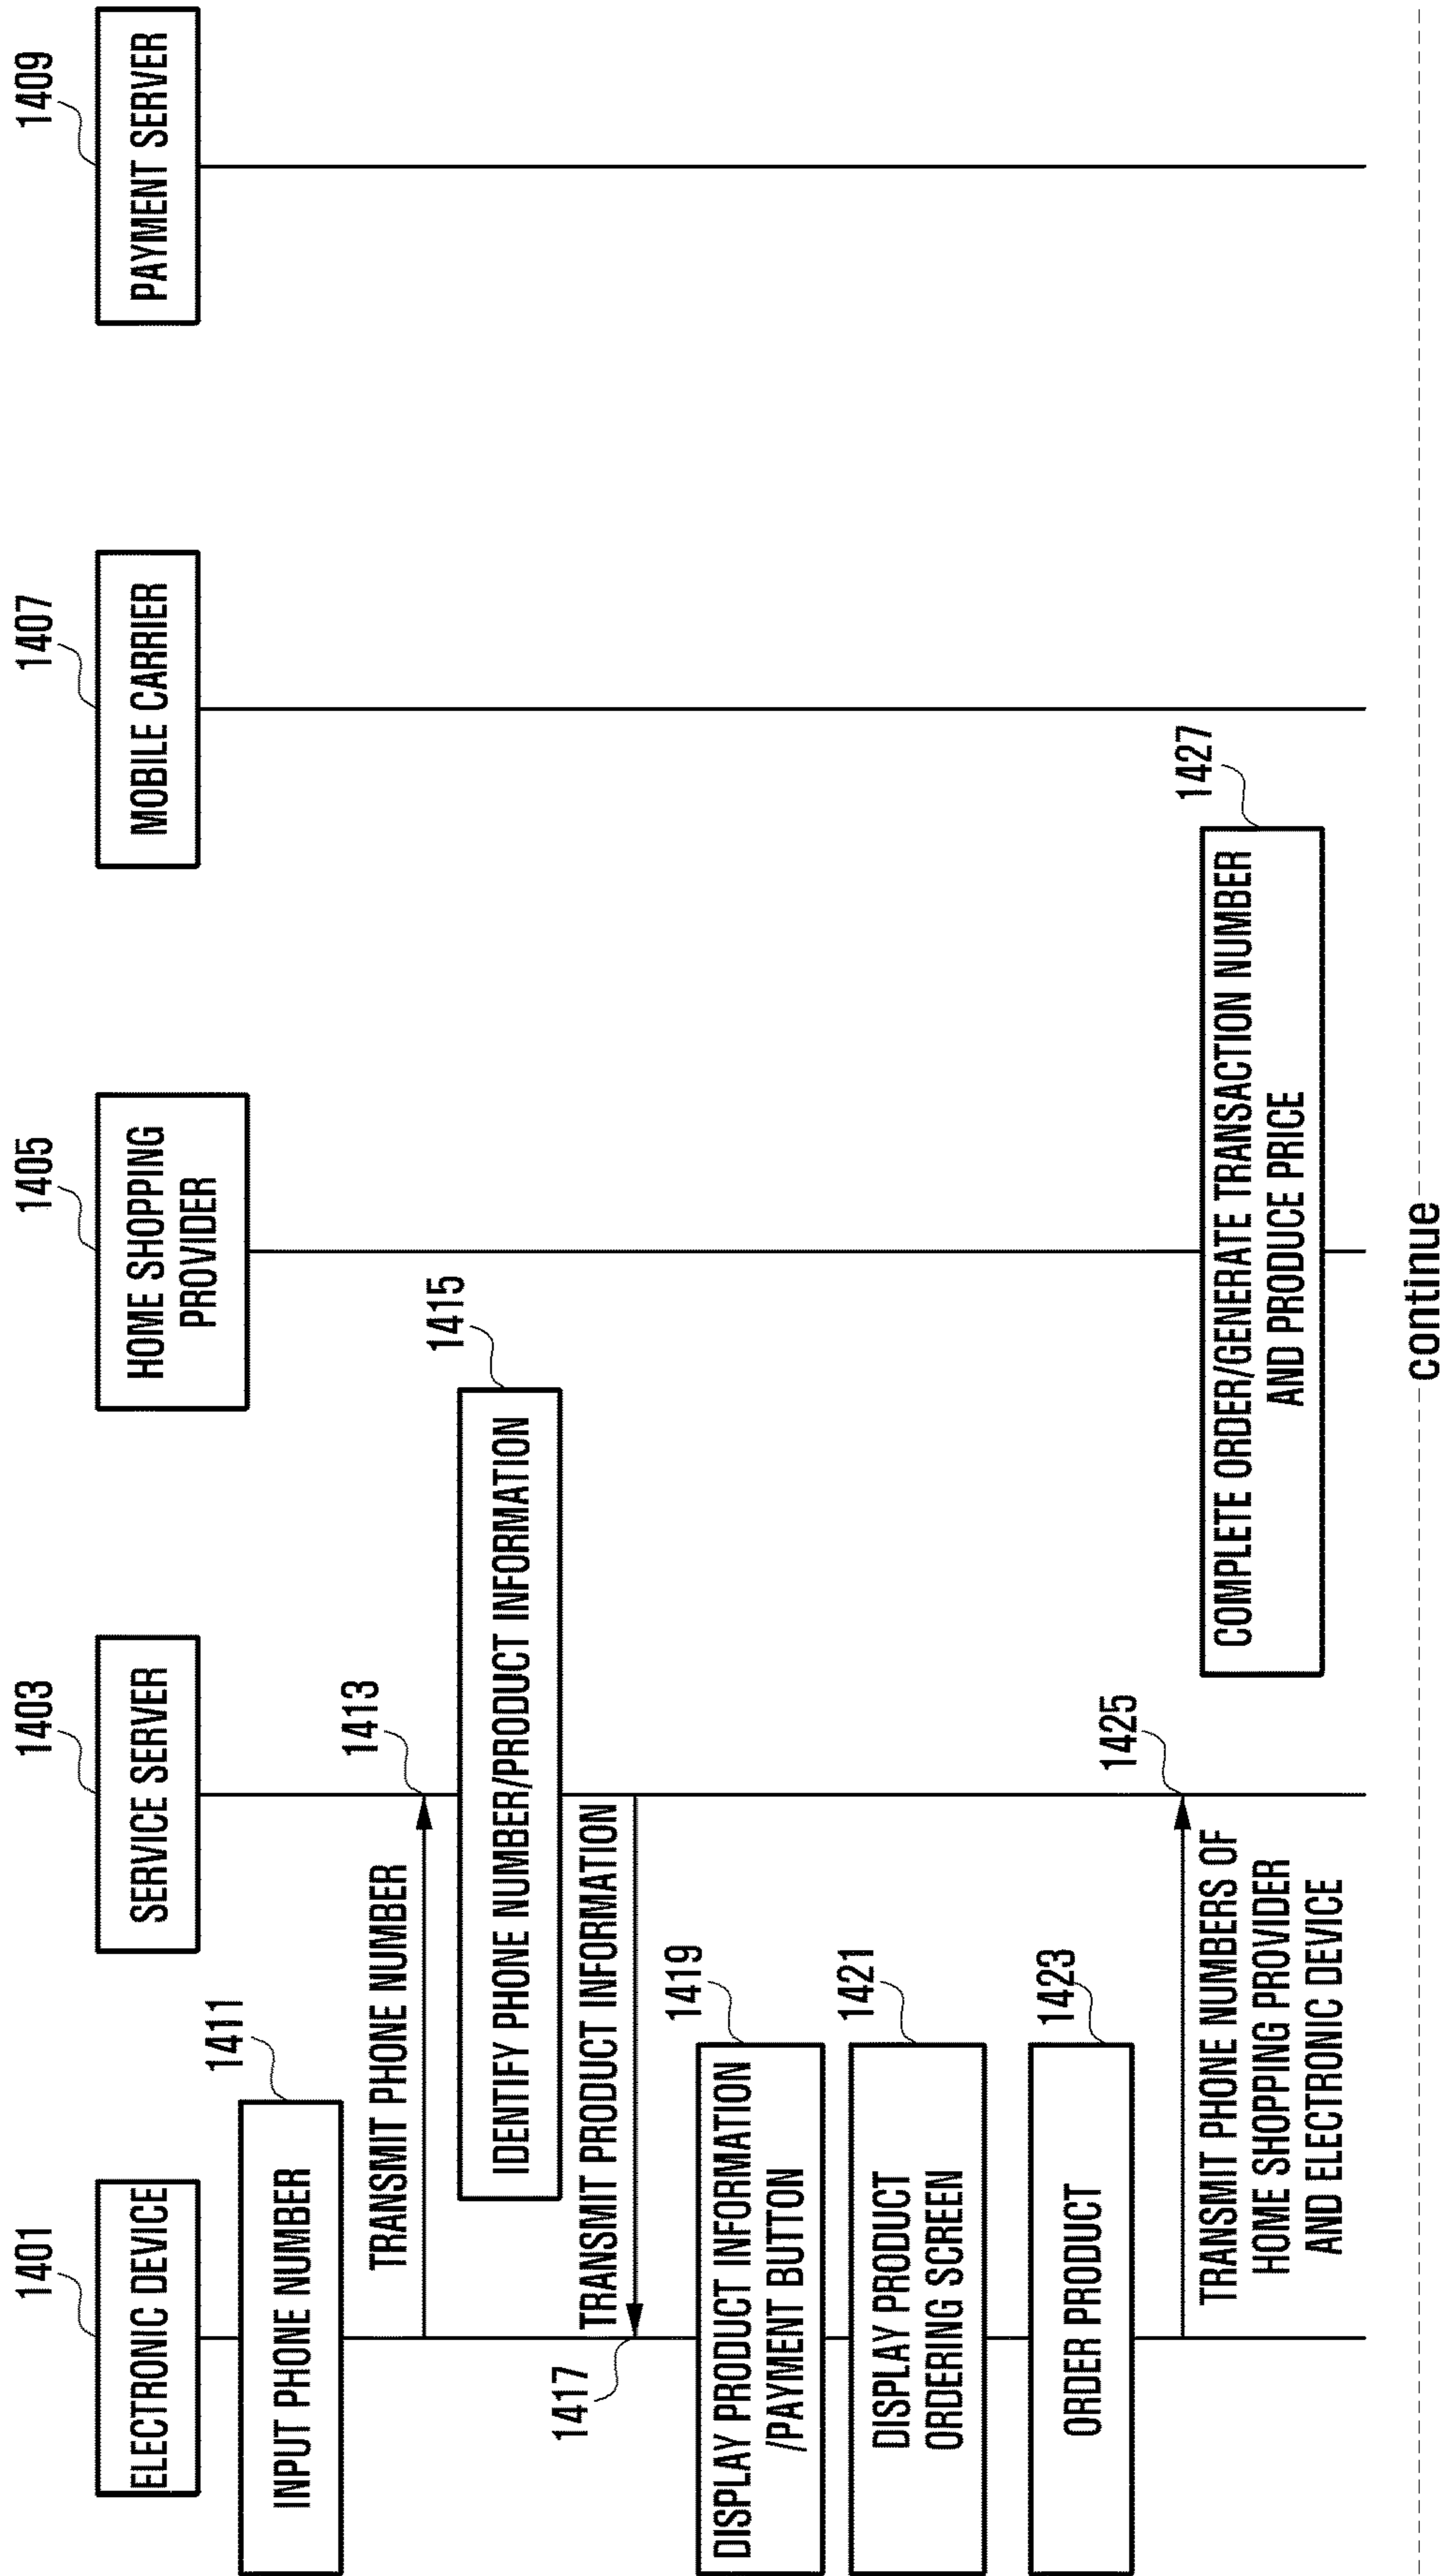 1401
ELECTRONIC DEVICE
1403
SERVICE SERVER
1405
HOME SHOPPING
PROVIDER
1407
MOBILE CARRIER
1409
PAYMENT SERVER
1411
INPUT PHONE NUMBER
TRANSMIT PHONE NUMBER
1413
1415
IDENTIFY PHONE NUMBER/PRODUCT INFORMATION
TRANSMIT PRODUCT INFORMATION
1417
1419
DISPLAY PRODUCT INFORMATION
/PAYMENT BUTTON
1421
DISPLAY PRODUCT
ORDERING SCREEN
1423
ORDER PRODUCT
1425
TRANSMIT PHONE NUMBERS OF
HOME SHOPPING PROVIDER
AND ELECTRONIC DEVICE
1427
COMPLETE ORDER/GENERATE TRANSACTION NUMBER
AND PRODUCE PRICE
continue